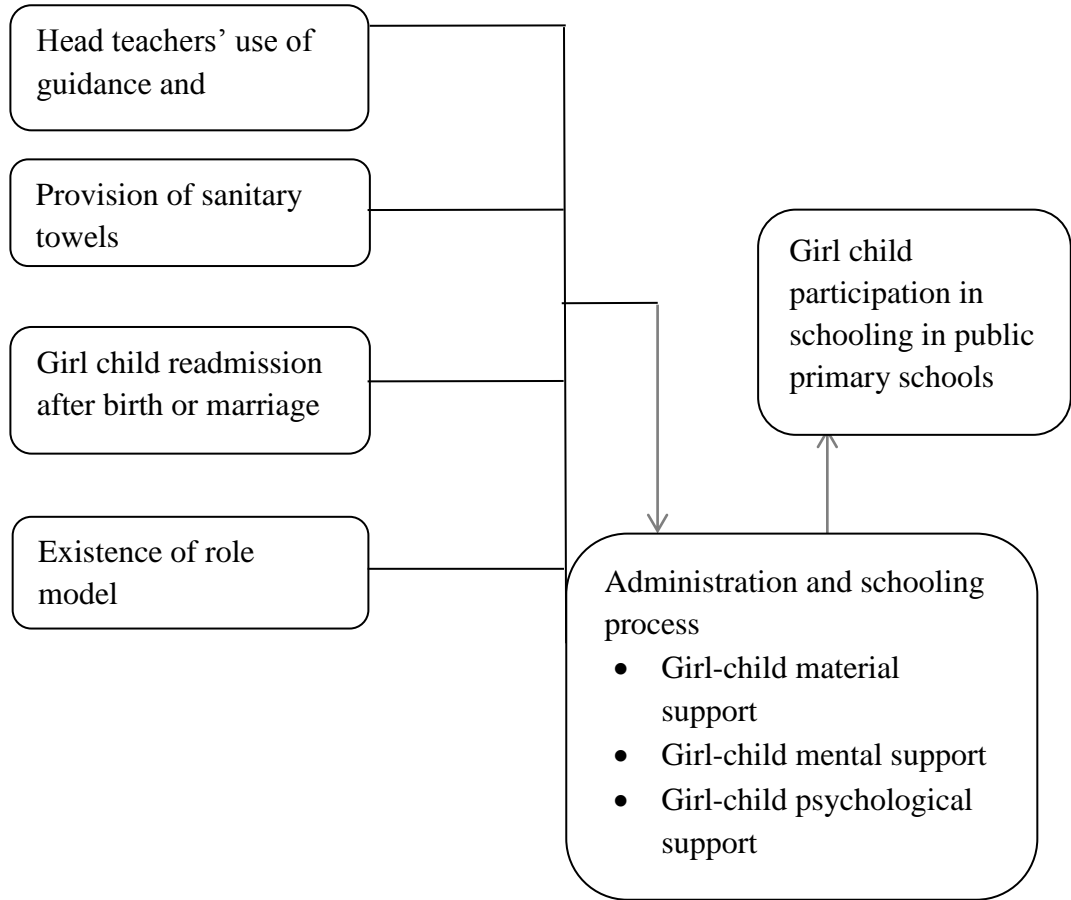 Head teachers’ use of
guidance and
Provision of sanitary
towels
Girl child readmission
after birth or marriage
Existence of role
model
Girl child
participation in
schooling in public
primary schools
Administration and schooling
process
• Girl-child material
support
• Girl-child mental support
• Girl-child psychological
support